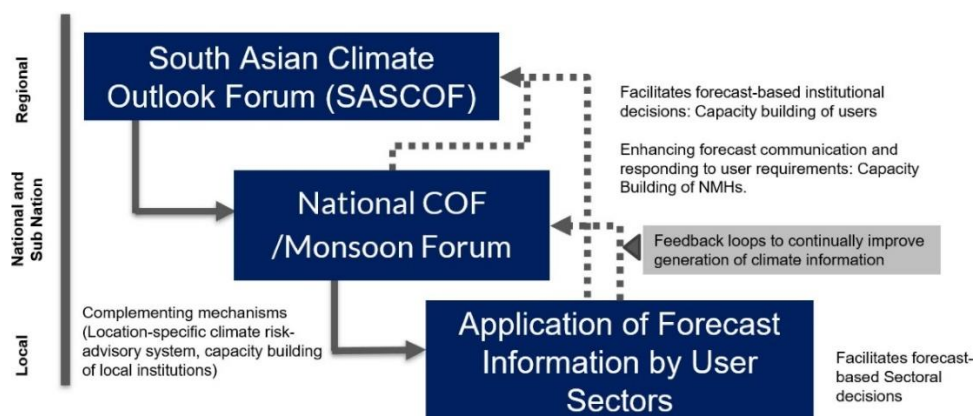 Regional
South Asian Climate
Outlook Forum (SASCOF)
Facilitates forecast-based institutional
decisions: Capacity building of users
Enhancing forecast communication and
responding to user requirements: Capacity
Building of NMHs.
National and
Sub Nation
National COF
/Monsoon Forum
Feedback loops to continually improve
generation of climate information
Local
Complementing mechanisms
(Location-specific climate risk-
advisory system, capacity building
of local institutions)
Application of Forecast
Information by User
Sectors
Facilitates forecast-
based Sectoral
decisions